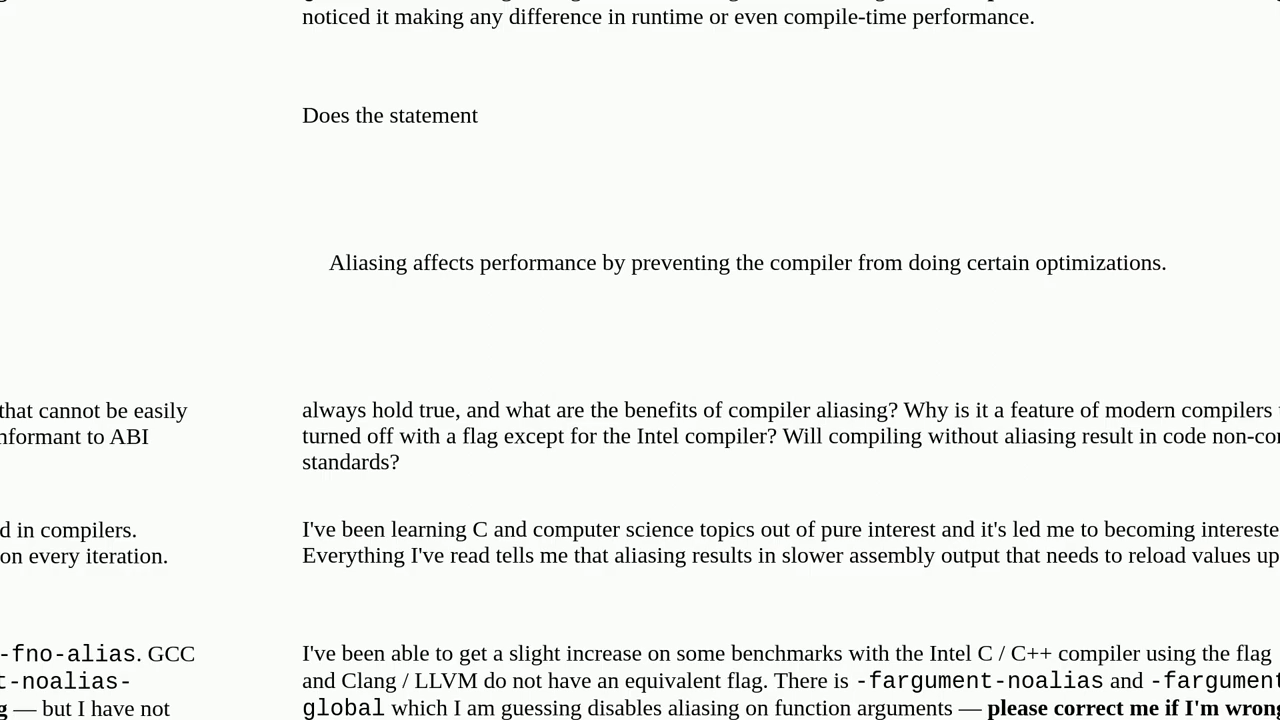 noticed it making any difference in runtime or even compile-time performance.
Does the statement
Aliasing affects performance by preventing the compiler from doing certain optimizations.
that cannot be easily
always hold true, and what are the benefits of compiler aliasing? Why is it a feature of modern compilers
nformant to ABI
turned off with a flag except for the Intel compiler? Will compiling without aliasing result in code non-co
standards?
d in compilers.
I've been learning C and computer science topics out of pure interest and it's led me to becoming intereste
on every iteration.
Everything I've read tells me that aliasing results in slower assembly output that needs to reload values up
-fno-alias. GCC
I've been able to get a slight increase on some benchmarks with the Intel C / C++ compiler using the flag
t-noalias-
and Clang / LLVM do not have an equivalent flag. There is -fargument-noalias and -fargument
g — but I have not
global which I am guessing disables aliasing on function arguments — please correct me if I'm wrong